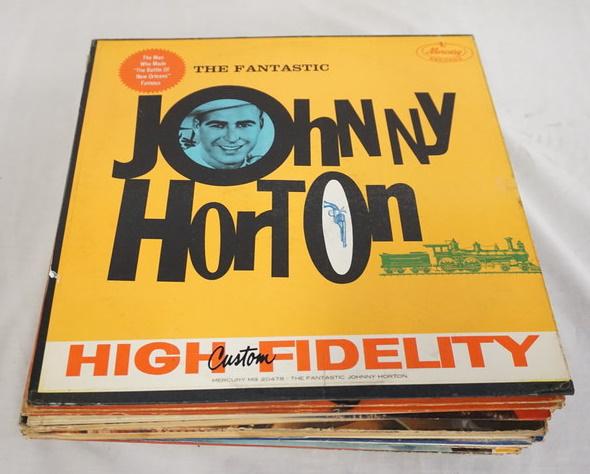 The Man
Who Made
"The Battle Of
New Orleans"
Famous
THE FANTASTIC
Mercury
RECORDS
JOHNNY
HORTON
HIGH Custom FIDELITY
MERCURY MG 20478 · THE FANTASTIC JOHNNY HORTON